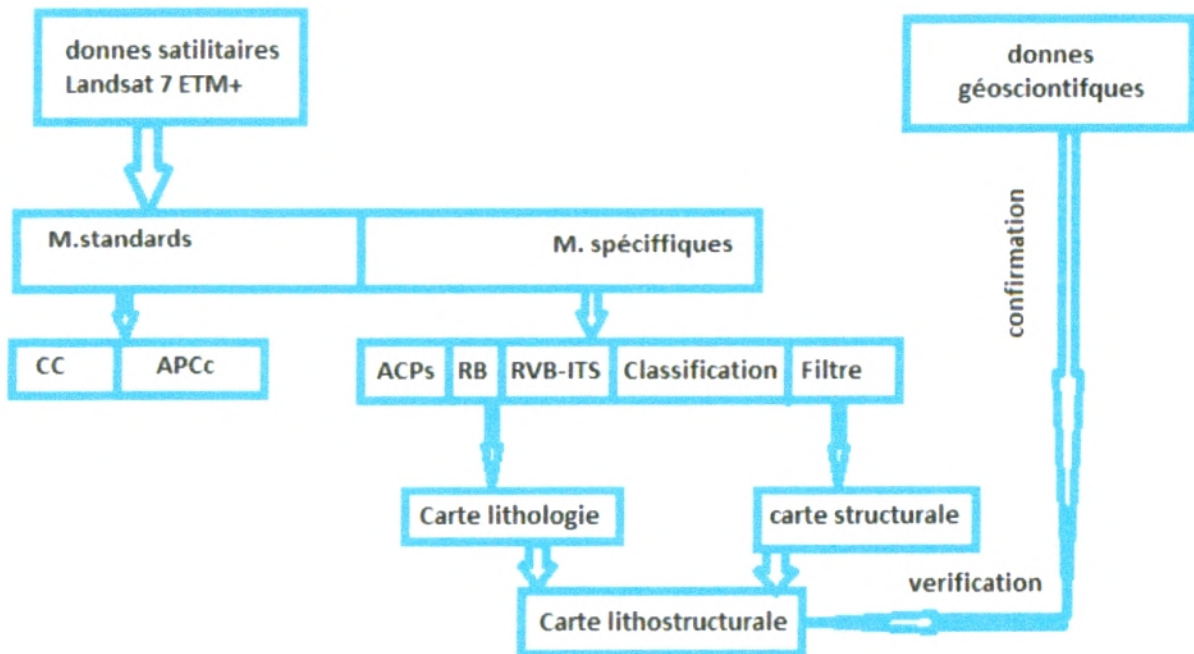 donnes satilitaires
Landsat 7 ETM+
donnes
géosciontifques
M.standards
M. spéciffiques
confirmation
CC
APCc
ACPs
RB
RVB-ITS
Classification
Filtre
Carte lithologie
carte structurale
verification
Carte lithostructurale